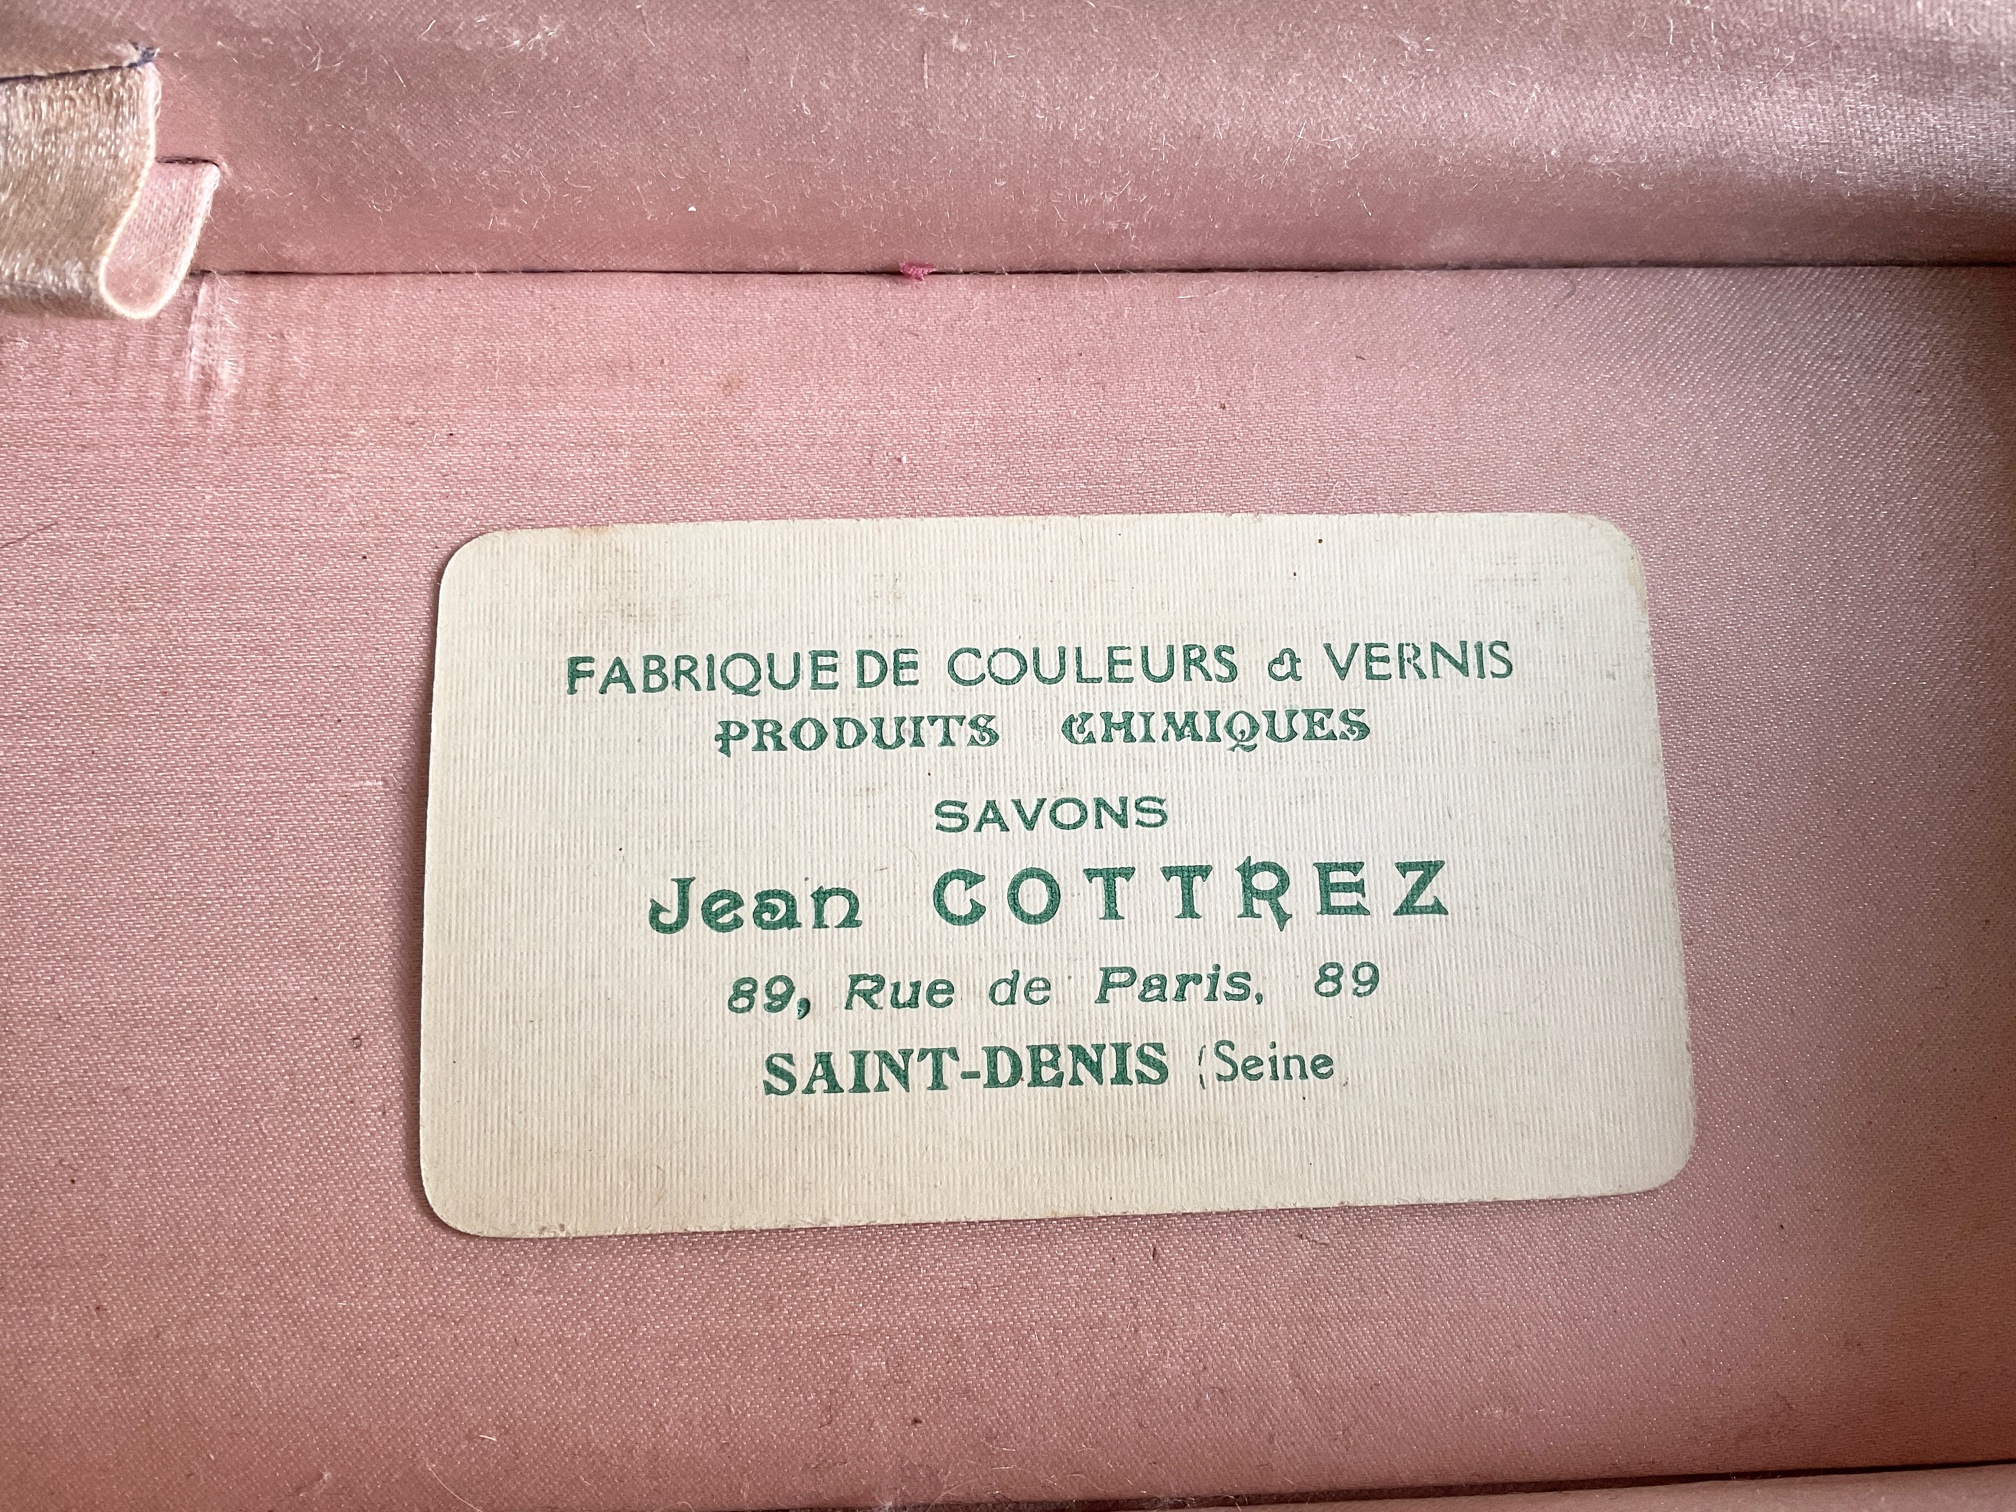 FABRIQUE DE COULEURS & VERNIS
PRODUITS CHIMIQUES
SAVONS
Jean COTTREZ
89, Rue de Paris, 89
SAINT-DENIS (Seine